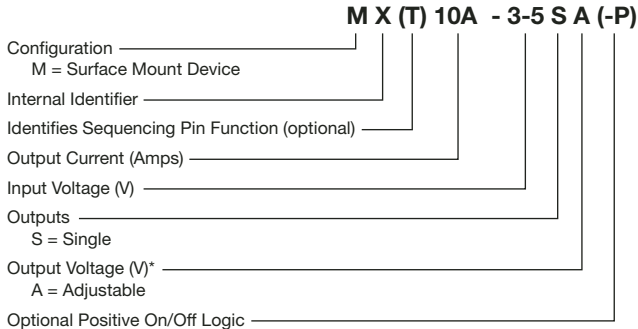 M X (T) 10A - 3-5 S A (-P)
Configuration
M = Surface Mount Device
Internal Identifier
Identifies Sequencing Pin Function (optional)
Output Current (Amps)
Input Voltage (V)
Outputs
S = Single
Output Voltage (V)*
A = Adjustable
Optional Positive On/Off Logic